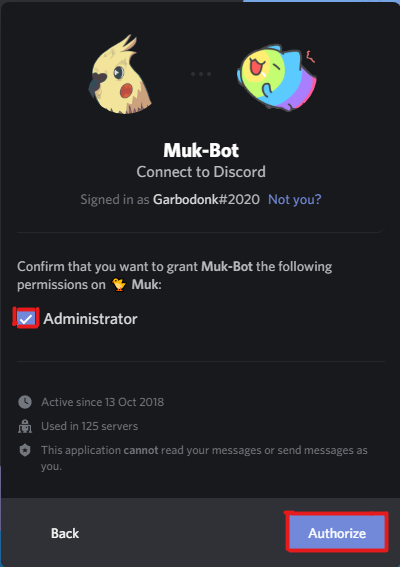 Muk-Bot
Connect to Discord
Signed in as Garbodonk#2020 Not you?
Confirm that you want to grant Muk-Bot the following
permissions on 🐤 Muk:
Administrator
Active since 13 Oct 2018
Used in 125 servers
This application cannot read your messages or send messages as
you.
Back Authorize